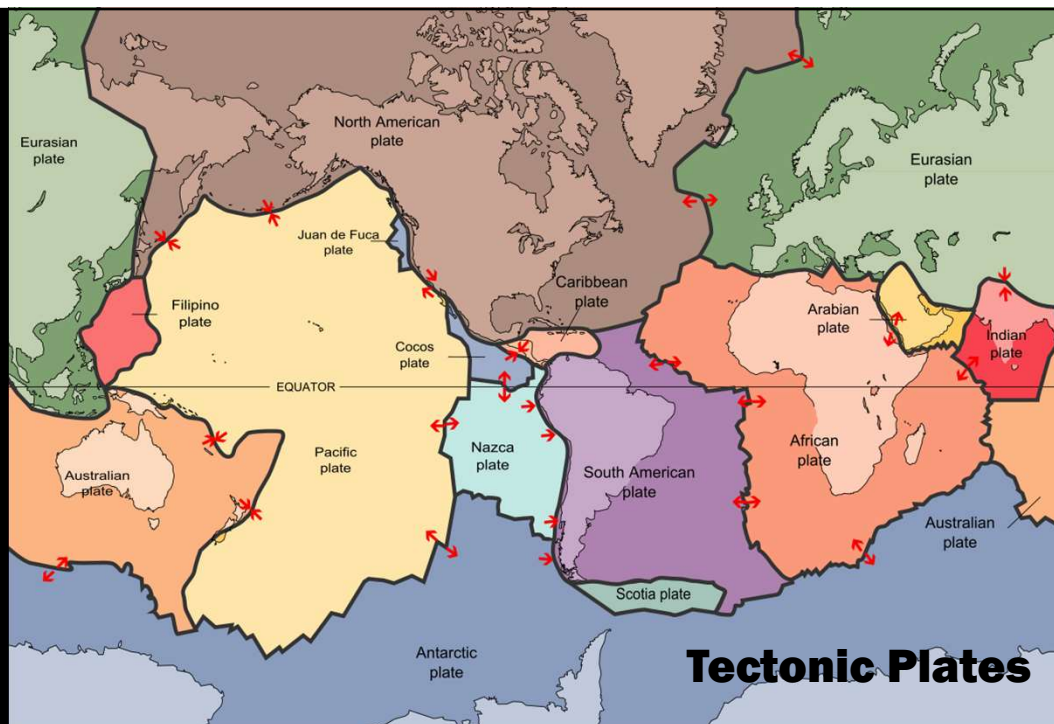 North American
plate
Eurasian
plate
Eurasian
plate
Juan de Fuca
plate
Caribbean
plate
Filipino
plate
Arabian
plate
Indian
plate
Cocos
plate
EQUATOR
Pacific
plate
Nazca
plate
South American
plate
African
plate
Australian
plate
Australian
plate
Scotia plate
Antarctic
plate
Tectonic Plates